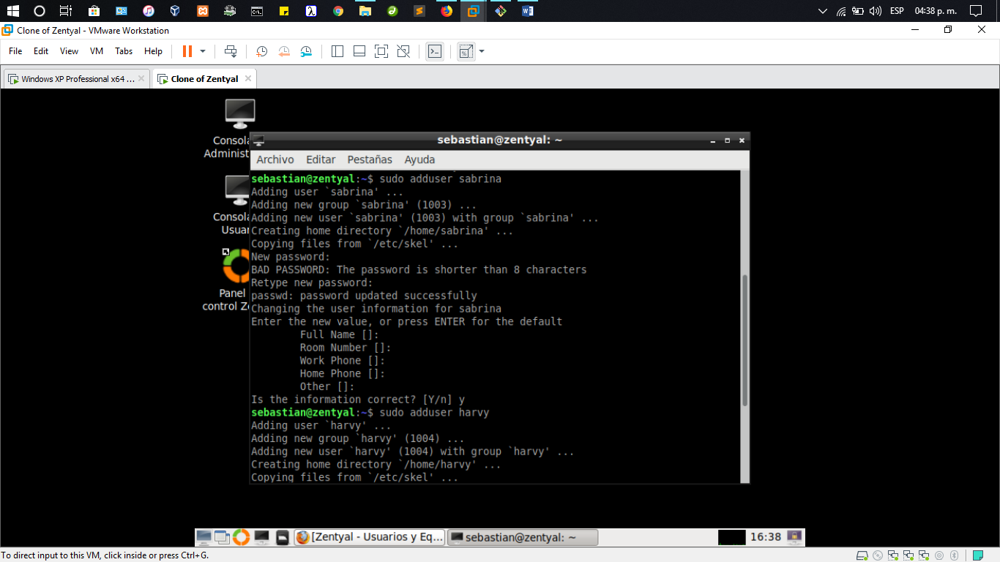 ESP
04:38 p. m.
Clone of Zentyal - VMware Workstation
File Edit View VM Tabs Help
Windows XP Professional x64 ...
Clone of Zentyal
Consola
Administ
Consola
Usuar
Panel
control Ze
sebastian@zentyal: ~
Archivo Editar Pestañas Ayuda
sebastian@zentyal:~$ sudo adduser sabrina
Adding user `sabrina' ...
Adding new group `sabrina' (1003) ...
Adding new user `sabrina' (1003) with group `sabrina' ...
Creating home directory `/home/sabrina' ...
Copying files from `/etc/skel' ...
New password:
BAD PASSWORD: The password is shorter than 8 characters
Retype new password:
passwd: password updated successfully
Changing the user information for sabrina
Enter the new value, or press ENTER for the default
Full Name []:
Room Number []:
Work Phone []:
Home Phone []:
Other []:
Is the information correct? [Y/n] y
sebastian@zentyal:~$ sudo adduser harvy
Adding user `harvy' ...
Adding new group `harvy' (1004) ...
Adding new user `harvy' (1004) with group `harvy' ...
Creating home directory `/home/harvy' ...
Copying files from `/etc/skel' ...
[Zentyal - Usuarios y Eq...
sebastian@zentyal: ~
16:38
To direct input to this VM, click inside or press Ctrl+G.